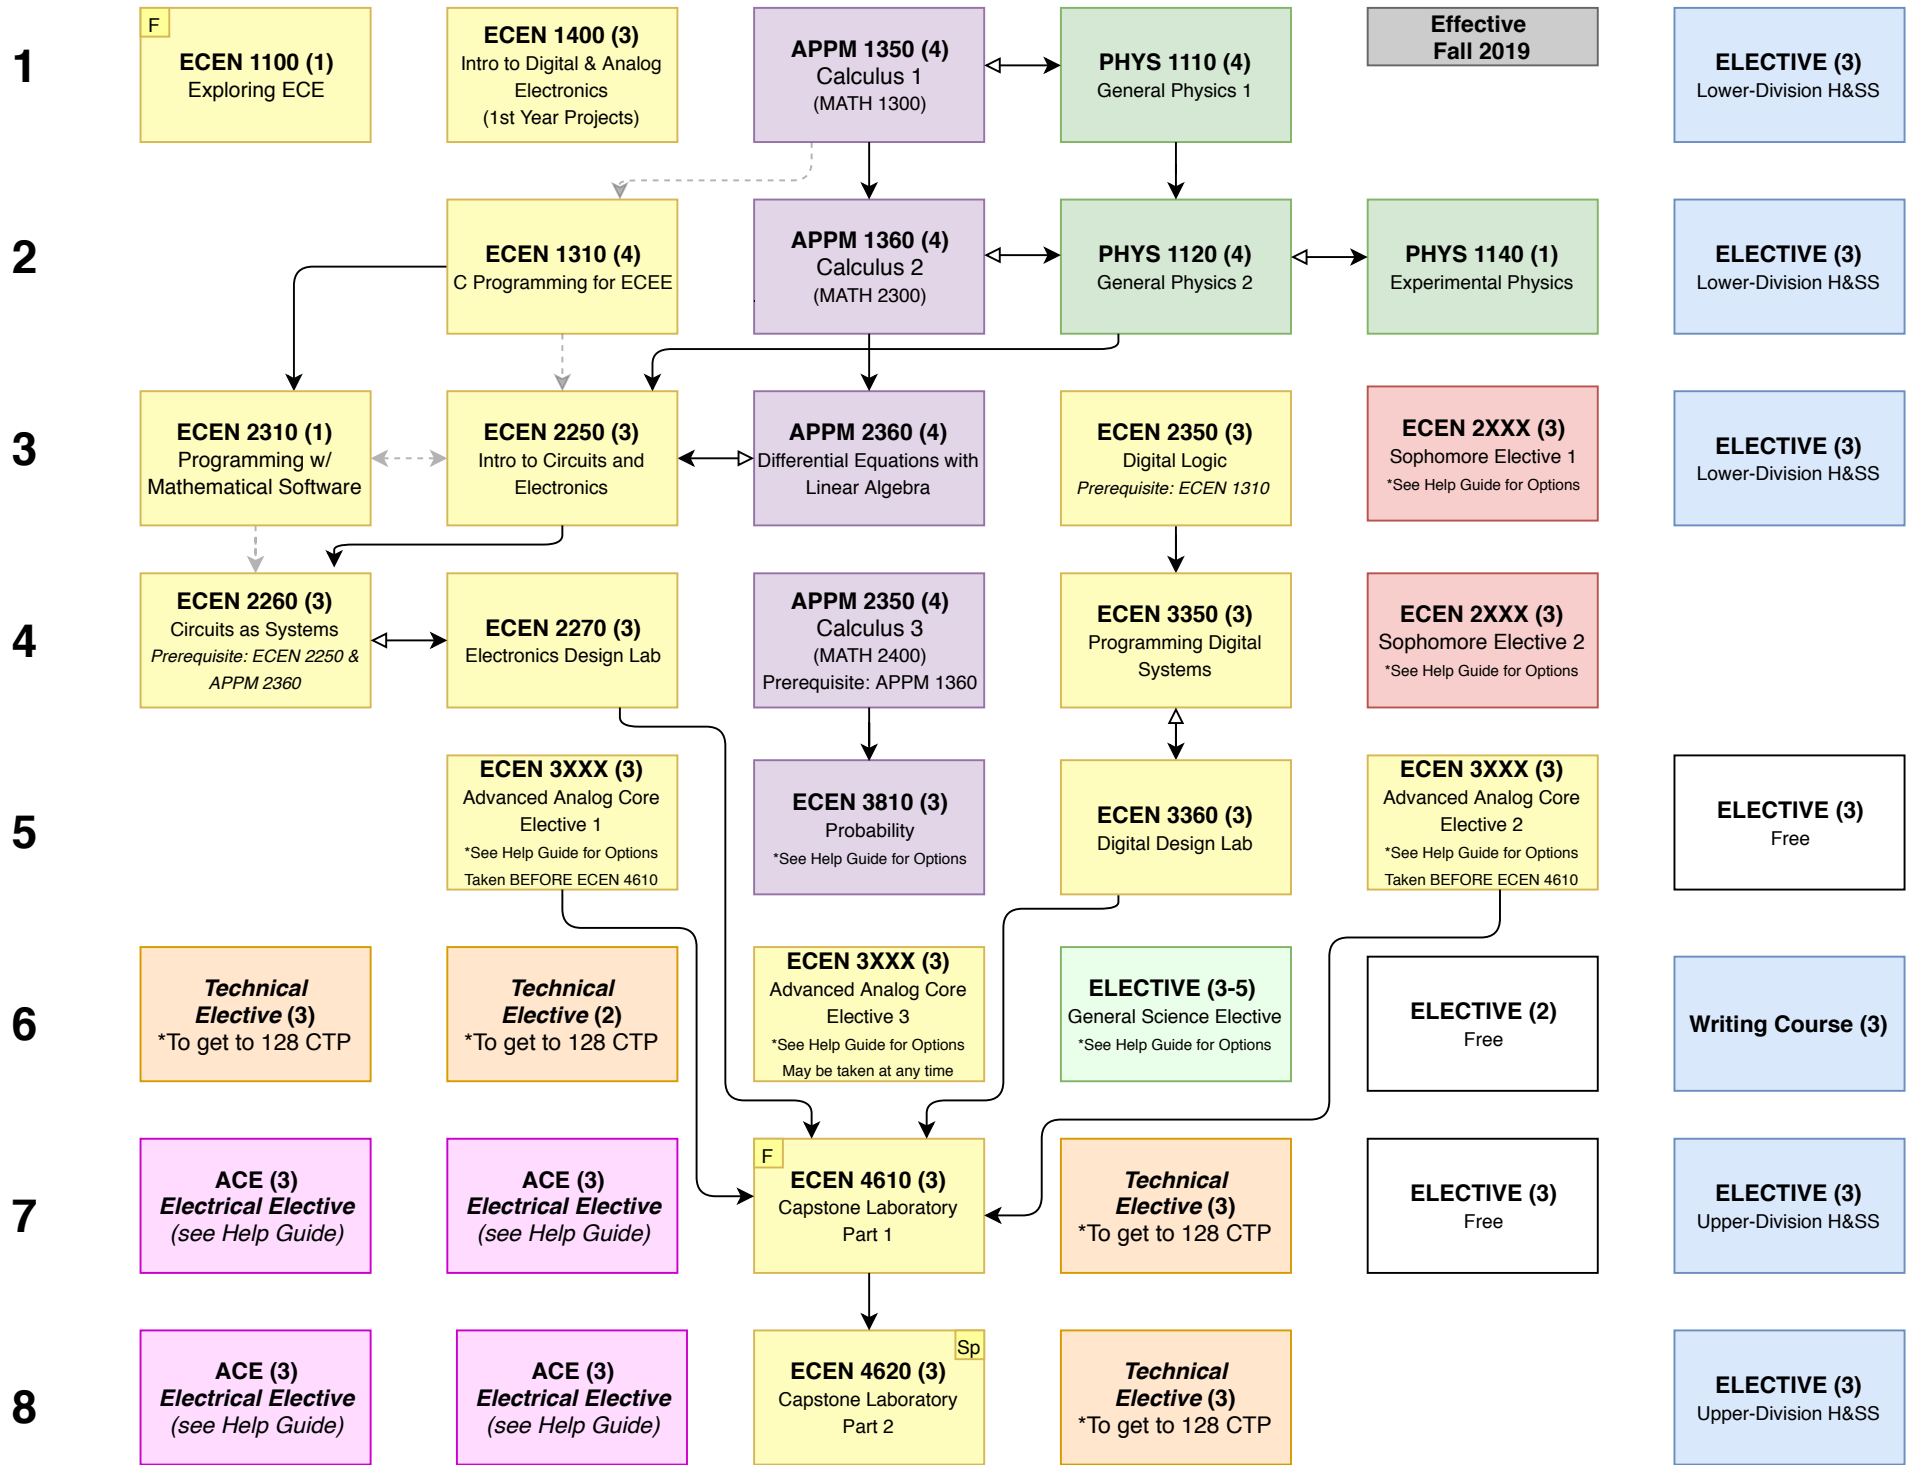 1
F
ECEN 1100 (1)
Exploring ECE
ECEN 1400 (3)
Intro to Digital & Analog
Electronics
(1st Year Projects)
APPM 1350 (4)
Calculus 1
(MATH 1300)
PHYS 1110 (4)
General Physics 1
Effective
Fall 2019
ELECTIVE (3)
Lower-Division H&SS
2
ECEN 1310 (4)
C Programming for ECEE
APPM 1360 (4)
Calculus 2
(MATH 2300)
PHYS 1120 (4)
General Physics 2
PHYS 1140 (1)
Experimental Physics
ELECTIVE (3)
Lower-Division H&SS
3
ECEN 2310 (1)
Programming w/
Mathematical Software
ECEN 2250 (3)
Intro to Circuits and
Electronics
APPM 2360 (4)
Differential Equations with
Linear Algebra
ECEN 2350 (3)
Digital Logic
Prerequisite: ECEN 1310
ECEN 2XXX (3)
Sophomore Elective 1
*See Help Guide for Options
ELECTIVE (3)
Lower-Division H&SS
4
ECEN 2260 (3)
Circuits as Systems
Prerequisite: ECEN 2250 &
APPM 2360
ECEN 2270 (3)
Electronics Design Lab
APPM 2350 (4)
Calculus 3
(MATH 2400)
Prerequisite: APPM 1360
ECEN 3350 (3)
Programming Digital
Systems
ECEN 2XXX (3)
Sophomore Elective 2
*See Help Guide for Options
5
ECEN 3XXX (3)
Advanced Analog Core
Elective 1
*See Help Guide for Options
Taken BEFORE ECEN 4610
ECEN 3810 (3)
Probability
*See Help Guide for Options
ECEN 3360 (3)
Digital Design Lab
ECEN 3XXX (3)
Advanced Analog Core
Elective 2
*See Help Guide for Options
Taken BEFORE ECEN 4610
ELECTIVE (3)
Free
6
Technical
Elective (3)
*To get to 128 CTP
Technical
Elective (2)
*To get to 128 CTP
ECEN 3XXX (3)
Advanced Analog Core
Elective 3
*See Help Guide for Options
May be taken at any time
ELECTIVE (3-5)
General Science Elective
*See Help Guide for Options
ELECTIVE (2)
Free
Writing Course (3)
7
ACE (3)
Electrical Elective
(see Help Guide)
ACE (3)
Electrical Elective
(see Help Guide)
F
ECEN 4610 (3)
Capstone Laboratory
Part 1
Technical
Elective (3)
*To get to 128 CTP
ELECTIVE (3)
Free
ELECTIVE (3)
Upper-Division H&SS
8
ACE (3)
Electrical Elective
(see Help Guide)
ACE (3)
Electrical Elective
(see Help Guide)
Sp
ECEN 4620 (3)
Capstone Laboratory
Part 2
Technical
Elective (3)
*To get to 128 CTP
ELECTIVE (3)
Upper-Division H&SS